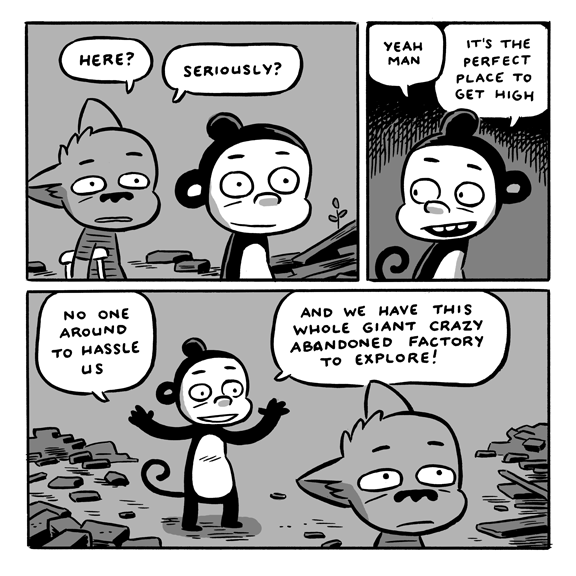 HERE?
SERIOUSLY?
YEAH
MAN
IT'S THE
PERFECT
PLACE TO
GET HIGH
NO ONE
AROUND
TO HASSLE
US
AND WE HAVE THIS
WHOLE GIANT CRAZY
ABANDONED FACTORY
TO EXPLORE!